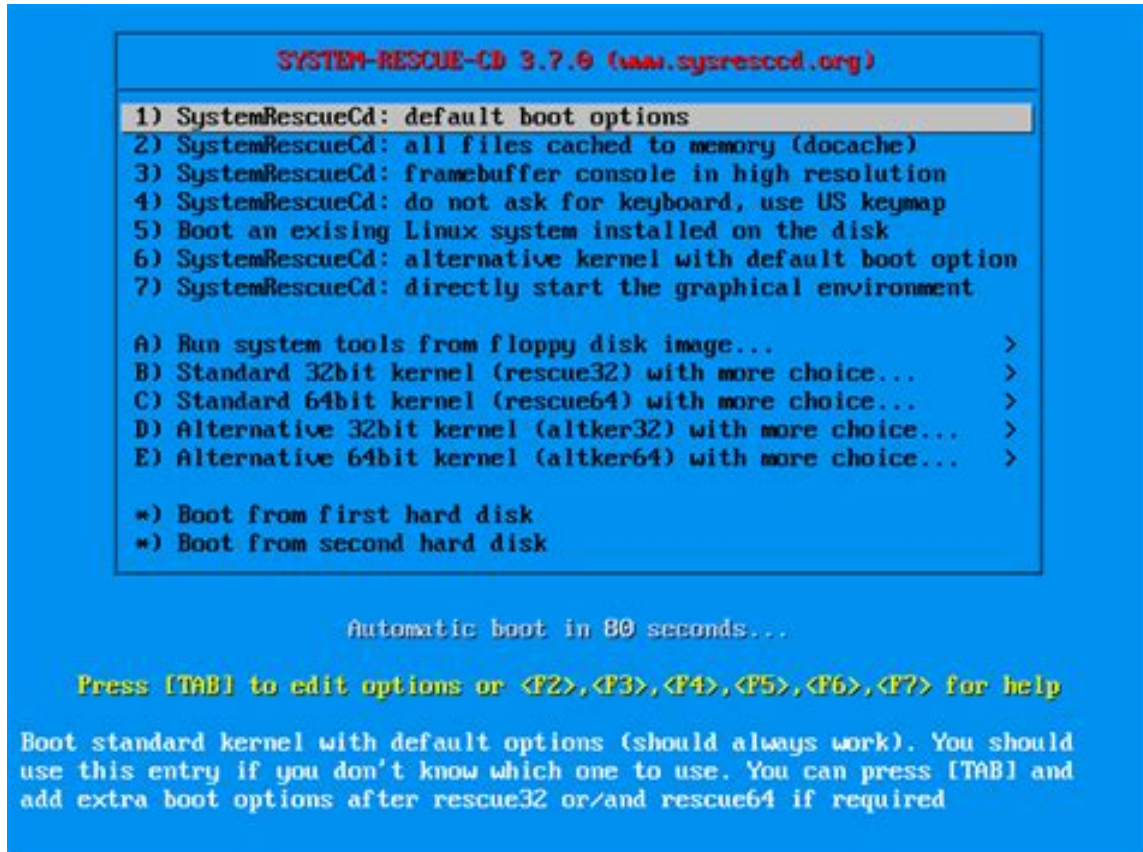 SYSTEM-RESCUE-CD 3.7.0 (www.sysresccd.org)
1) SystemRescueCd: default boot options
2) SystemRescueCd: all files cached to memory (docache)
3) SystemRescueCd: framebuffer console in high resolution
4) SystemRescueCd: do not ask for keyboard, use US keymap
5) Boot an exising Linux system installed on the disk
6) SystemRescueCd: alternative kernel with default boot option
7) SystemRescueCd: directly start the graphical environment
A) Run system tools from floppy disk image... >
B) Standard 32bit kernel (rescue32) with more choice... >
C) Standard 64bit kernel (rescue64) with more choice... >
D) Alternative 32bit kernel (altker32) with more choice... >
E) Alternative 64bit kernel (altker64) with more choice... >
*) Boot from first hard disk
*) Boot from second hard disk
Automatic boot in 80 seconds...
Press [TAB] to edit options or <F2>,<F3>,<F4>,<F5>,<F6>,<F7> for help
Boot standard kernel with default options (should always work). You should
use this entry if you don't know which one to use. You can press [TAB] and
add extra boot options after rescue32 or/and rescue64 if required